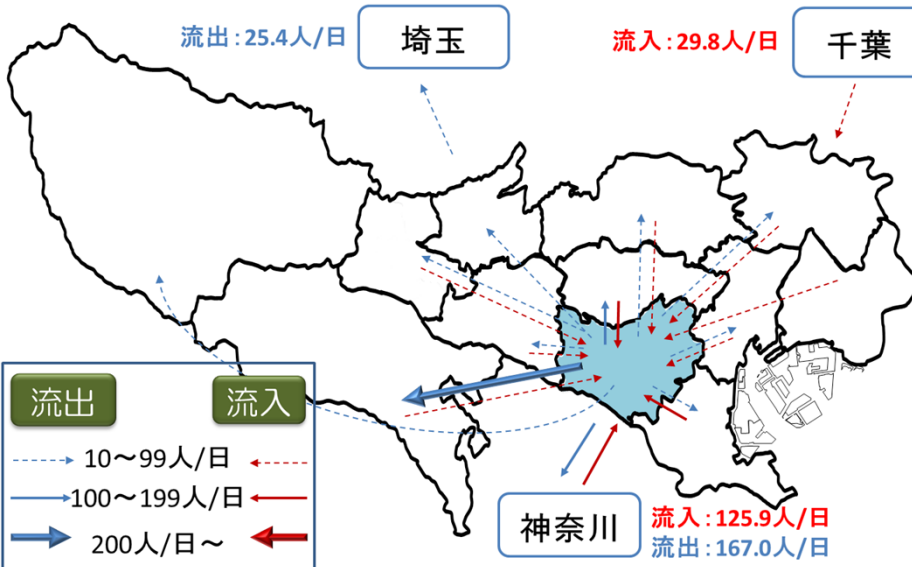 流出:25.4人/日
埼玉
流入:29.8人/日
千葉
流出
流入
10～99人/日
100～199人/日
200人/日～
神奈川
流入:125.9人/日
流出:167.0人/日